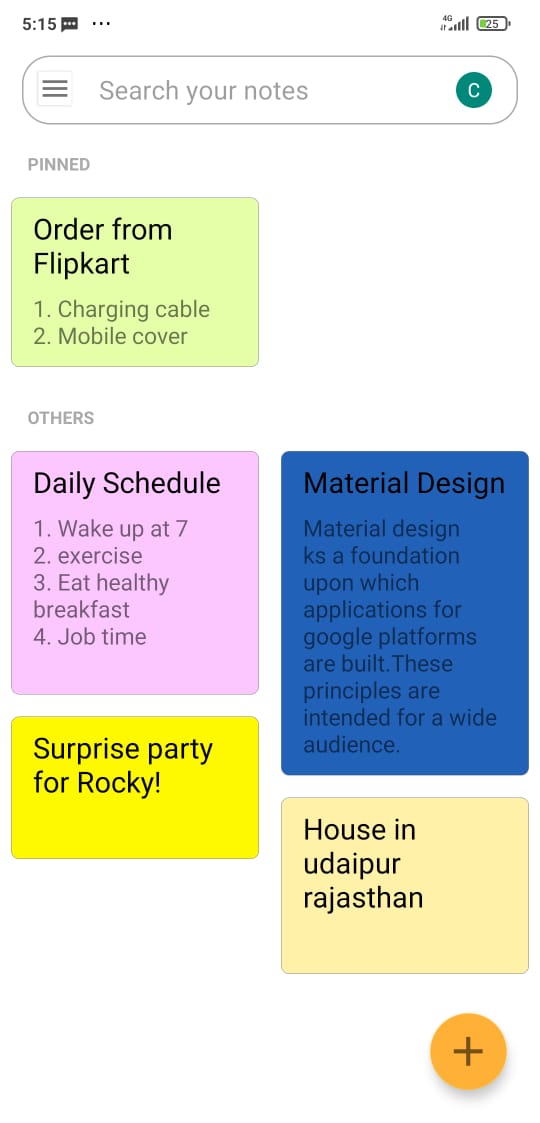 5:15
4G
25
Search your notes
C
PINNED
Order from
Flipkart
1. Charging cable
2. Mobile cover
OTHERS
Daily Schedule
1. Wake up at 7
2. exercise
3. Eat healthy
breakfast
4. Job time
Material Design
Material design
ks a foundation
upon which
applications for
google platforms
are built.These
principles are
intended for a wide
audience.
Surprise party
for Rocky!
House in
udaipur
rajasthan